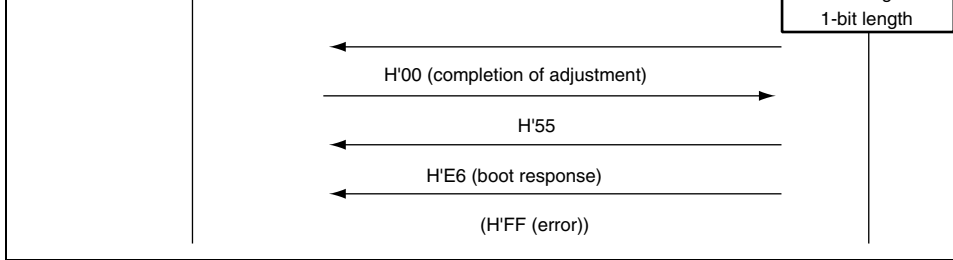 1-bit length
H'00 (completion of adjustment)
H'55
H'E6 (boot response)
(H'FF (error))